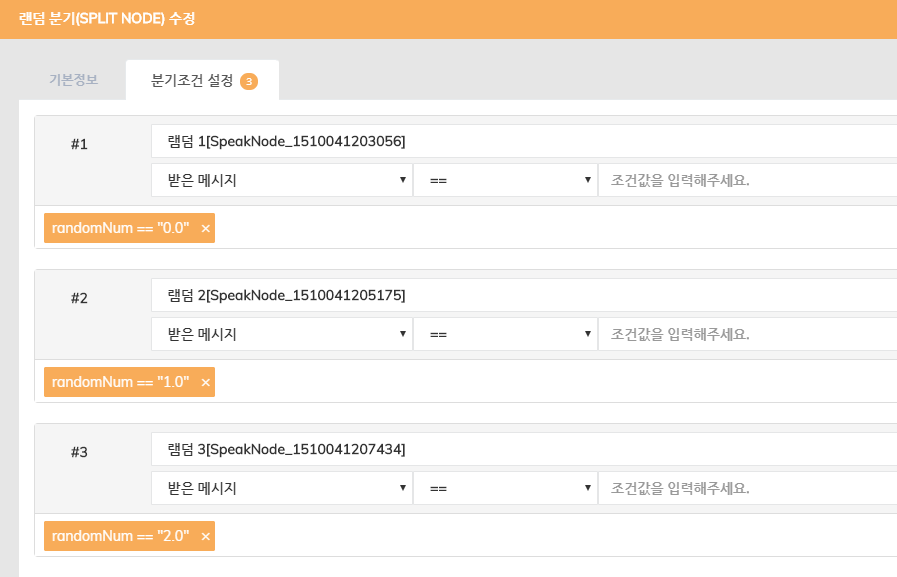 랜덤 분기(SPLIT NODE) 수정
기본정보
분기조건 설정 3
#1
램덤 1[SpeakNode_1510041203056]
받은 메시지 ▼ == ▼ 조건값을 입력해주세요.
randomNum == "0.0" ×
#2
램덤 2[SpeakNode_1510041205175]
받은 메시지 ▼ == ▼ 조건값을 입력해주세요.
randomNum == "1.0" ×
#3
램덤 3[SpeakNode_1510041207434]
받은 메시지 ▼ == ▼ 조건값을 입력해주세요.
randomNum == "2.0" ×